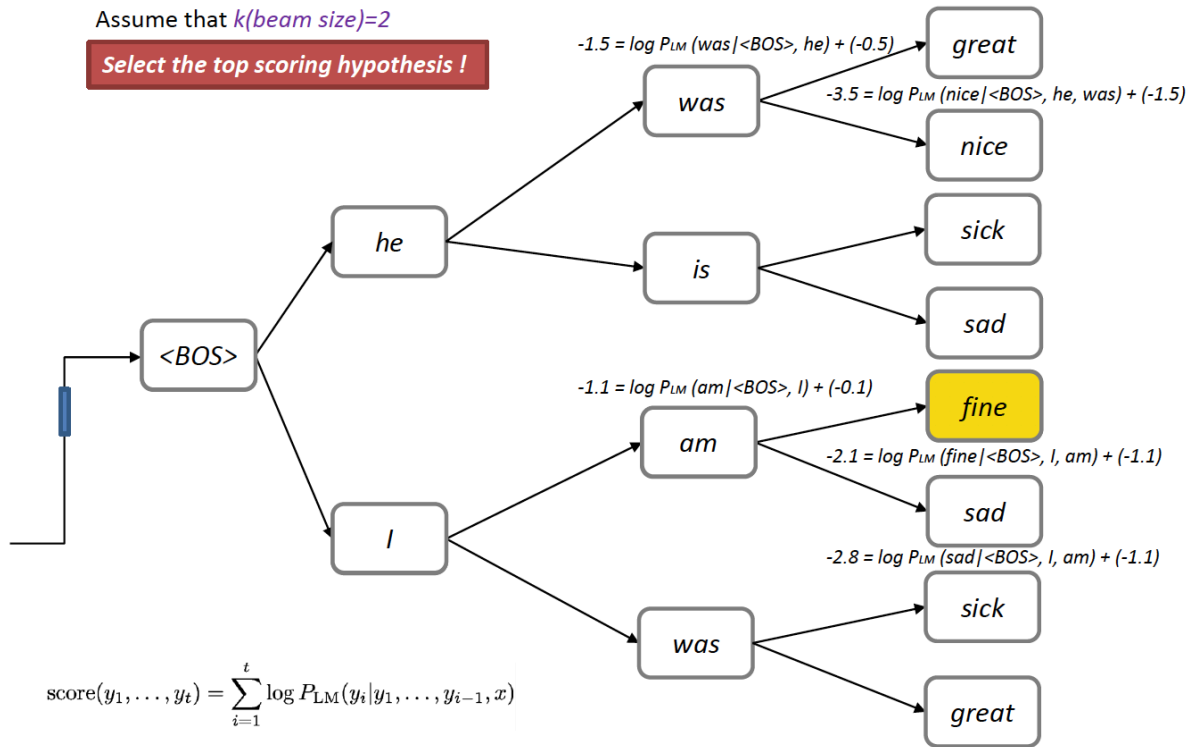 Assume that k(beam size)=2
Select the top scoring hypothesis !
-1.5 = log PLM (was|<BOS>, he) + (-0.5)
great
was
-3.5 = log PLM (nice|<BOS>, he, was) + (-1.5)
nice
he
sick
is
sad
<BOS>
-1.1 = log PLM (am|<BOS>, I) + (-0.1)
fine
am
-2.1 = log PLM (fine|<BOS>, I, am) + (-1.1)
sad
I
-2.8 = log PLM (sad|<BOS>, I, am) + (-1.1)
sick
was
great
score(y₁, …, yₜ) = ∑ᵢ₌₁ᵗ log P_LM(yᵢ|y₁, …, yᵢ₋₁, x)